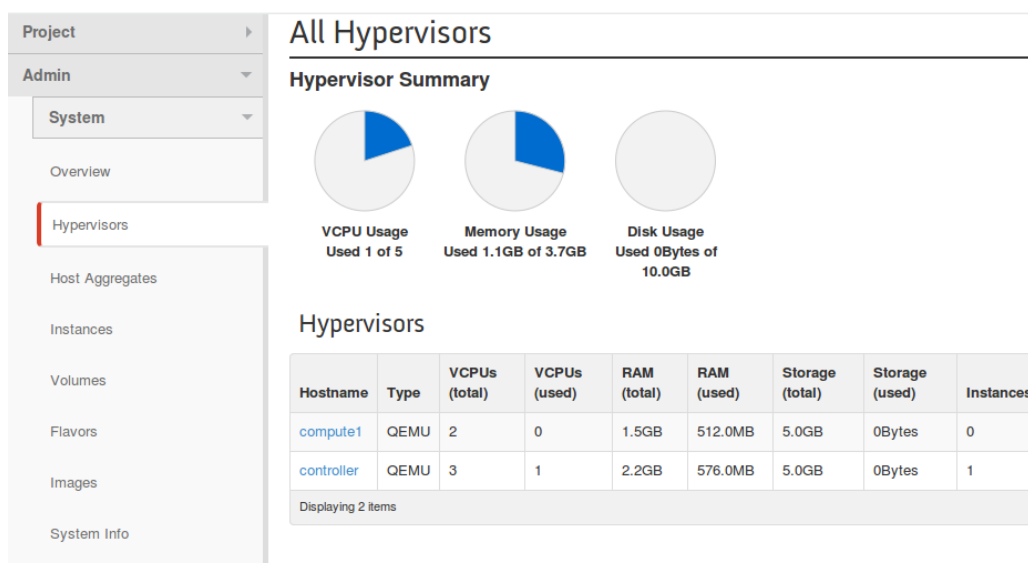 Project
Admin
System
Overview
Hypervisors
Host Aggregates
Instances
Volumes
Flavors
Images
System Info
All Hypervisors
Hypervisor Summary
VCPU Usage
Used 1 of 5
Memory Usage
Used 1.1GB of 3.7GB
Disk Usage
Used 0Bytes of
10.0GB
Hypervisors
Hostname Type VCPUs (total) VCPUs (used) RAM (total) RAM (used) Storage (total) Storage (used) Instances
compute1 QEMU 2 0 1.5GB 512.0MB 5.0GB 0Bytes 0
controller QEMU 3 1 2.2GB 576.0MB 5.0GB 0Bytes 1
Displaying 2 items